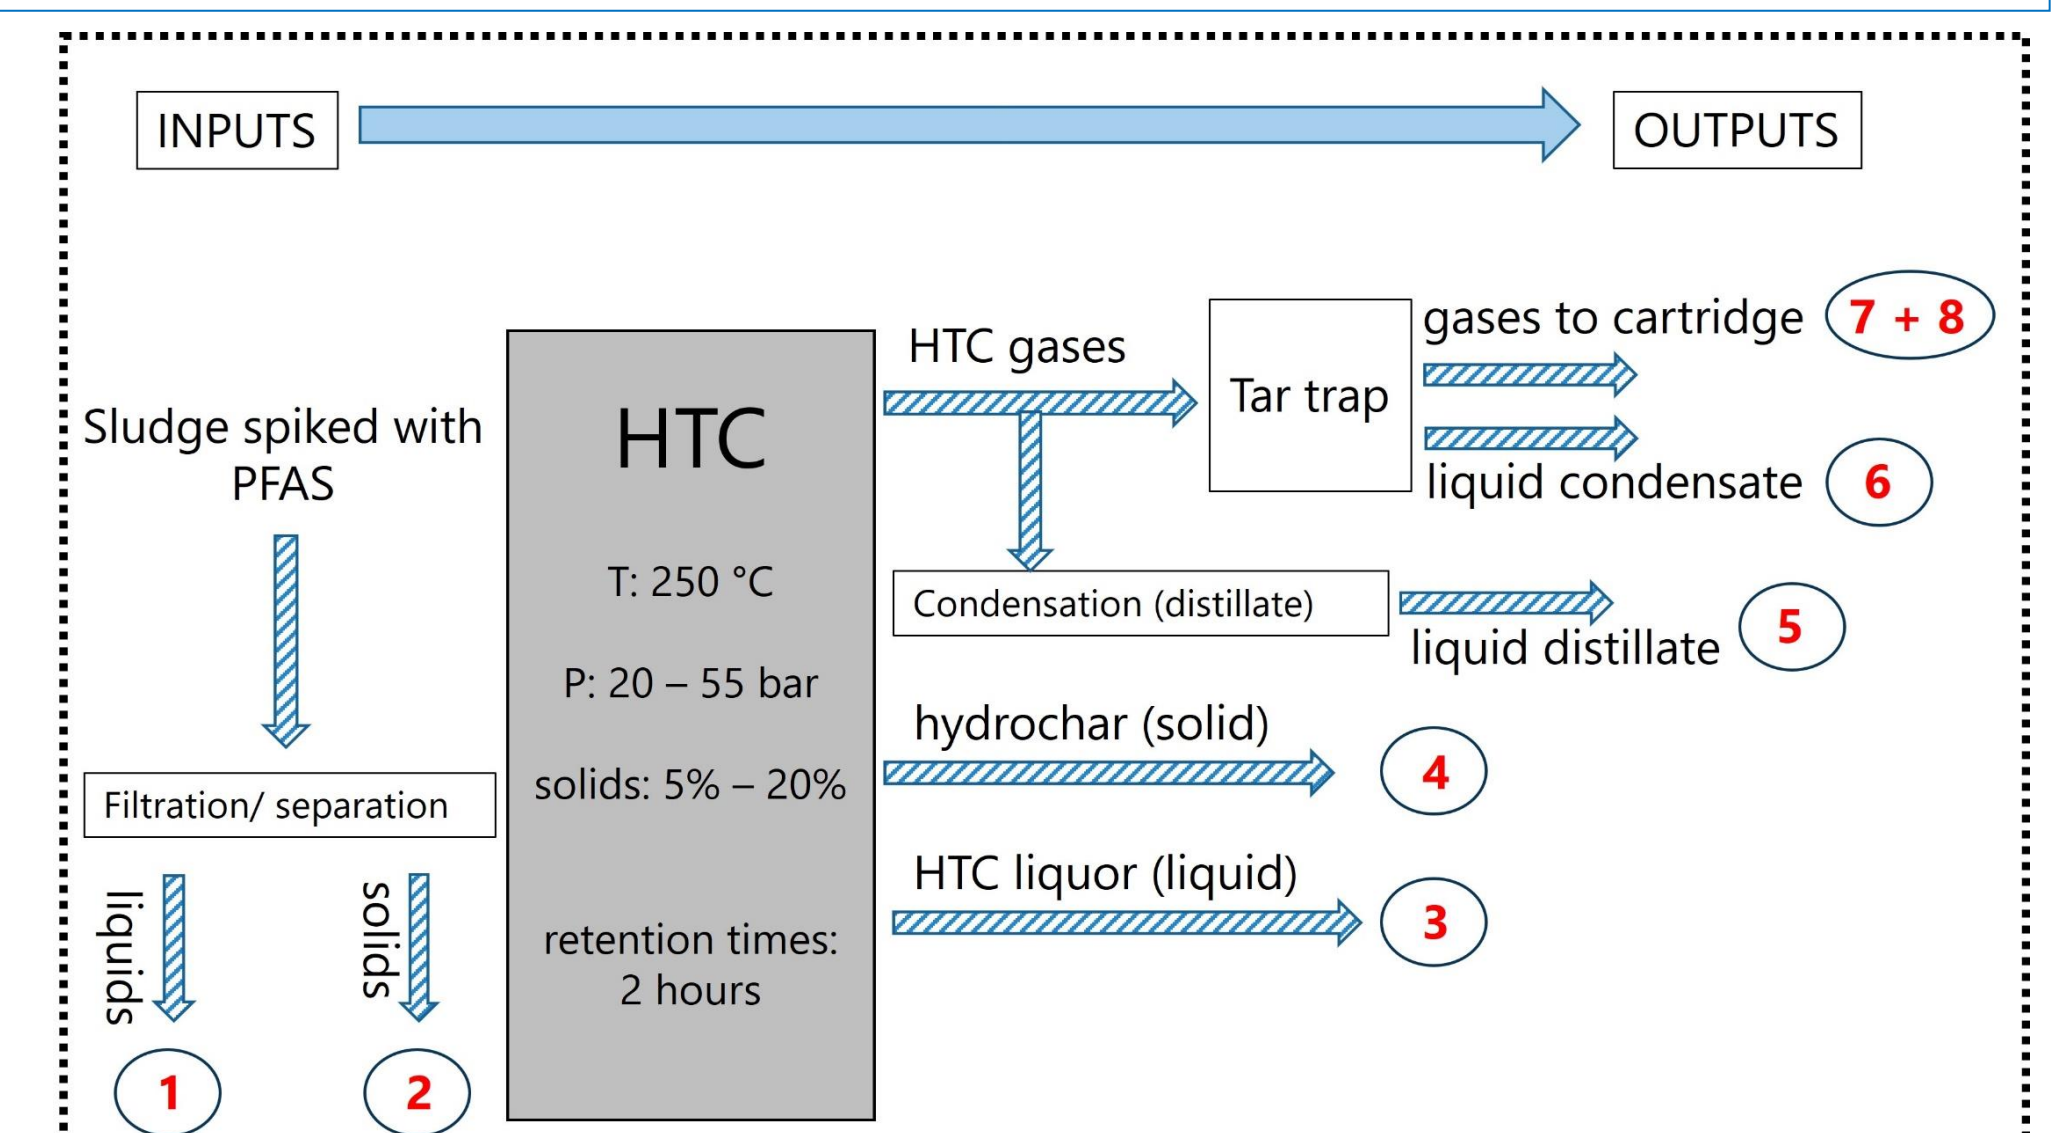 INPUTS
OUTPUTS
gases to cartridge
7 + 8
HTC gases
Tar trap
liquid condensate
6
Sludge spiked with
PFAS
HTC
T: 250 °C
P: 20 – 55 bar
solids: 5% – 20%
retention times:
2 hours
Condensation (distillate)
liquid distillate
5
hydrochar (solid)
4
HTC liquor (liquid)
3
Filtration/ separation
liquids
solids
1
2